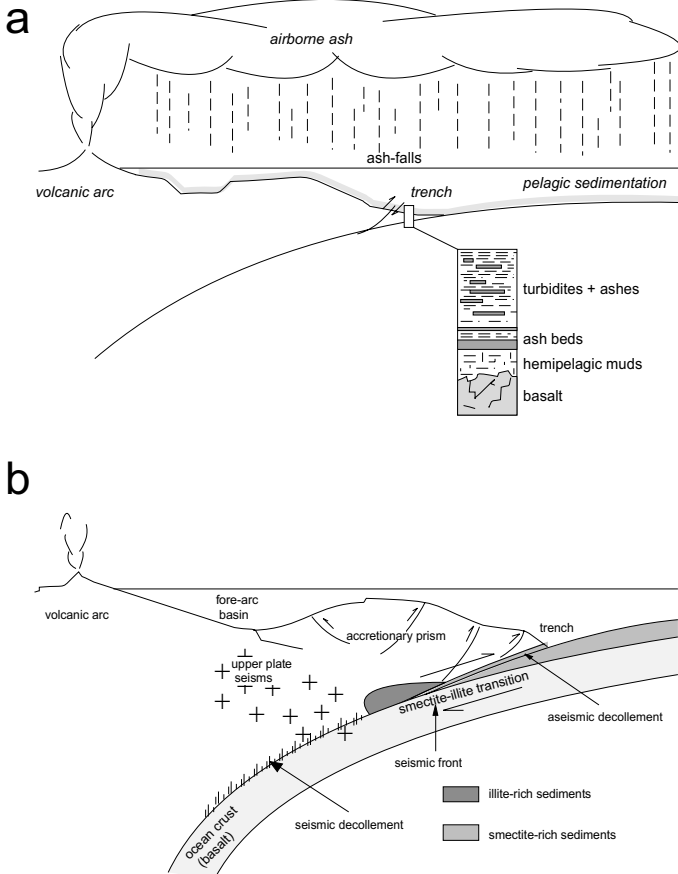 a
airborne ash
ash-falls
volcanic arc
trench
pelagic sedimentation
turbidites + ashes
ash beds
hemipelagic muds
basalt
b
volcanic arc
fore-arc
basin
accretionary prism
trench
upper plate
seisms
smectite-illite transition
aseismic decollement
seismic front
illite-rich sediments
seismic decollement
smectite-rich sediments
ocean crust
(basalt)